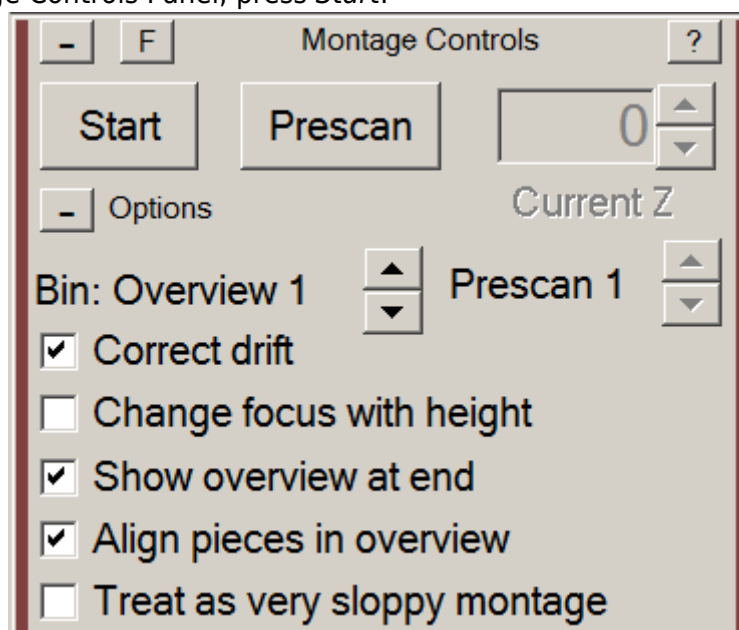 ge Controls Panel, press Start.
- F Montage Controls ?
Start Prescan 0
- Options Current Z
Bin: Overview 1 Prescan 1
Correct drift
Change focus with height
Show overview at end
Align pieces in overview
Treat as very sloppy montage